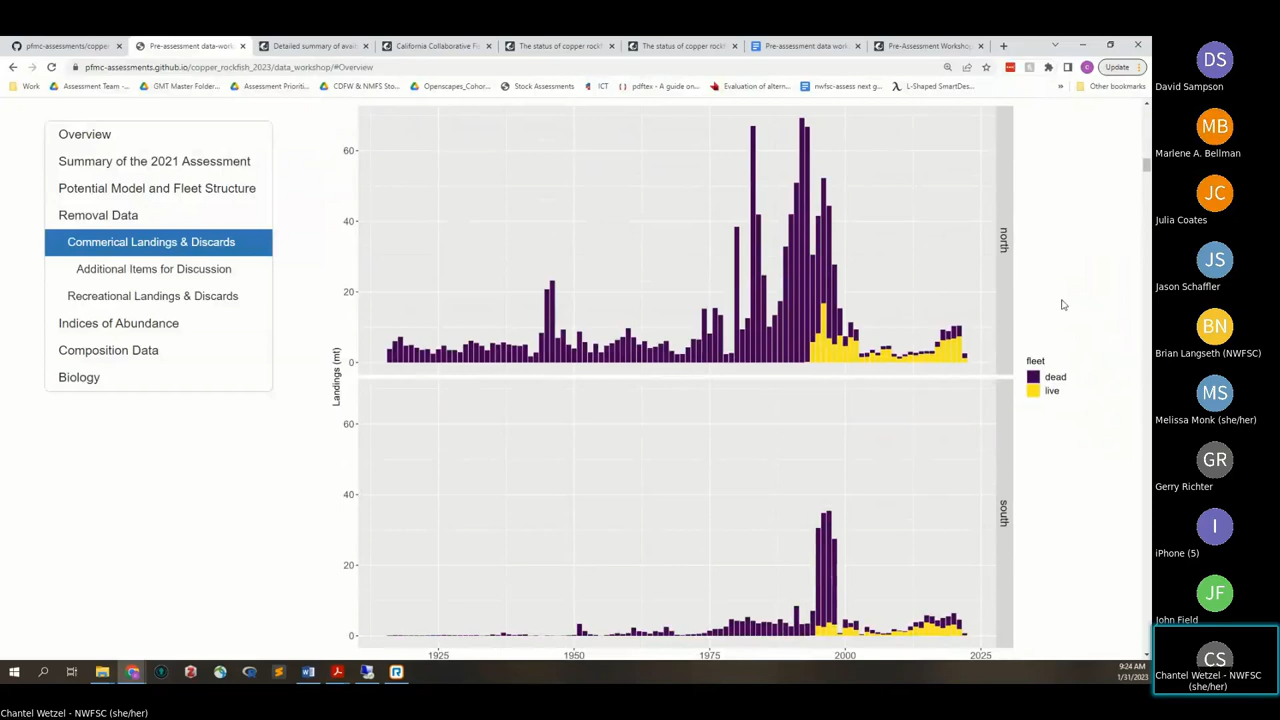 pfmc-assessments/copper
Pre-assessment data-work
Detailed summary of avai
California Collaborative Fi
The status of copper rockf
The status of copper rockf
Pre-assessment data work
Pre-Assessment Workshop
pfmc-assessments.github.io/copper_rockfish_2023/data_workshop/#Overview
Update
Work
Assessment Team -...
GMT Master Folder...
Assessment Prioriti...
CDFW & NMFS Sto...
Openscapes_Cohor...
Stock Assessments
ICT
pdftex - A guide on...
Evaluation of altern...
nwfsc-assess next g...
L-Shaped SmartDes...
Other bookmarks
Overview
Summary of the 2021 Assessment
Potential Model and Fleet Structure
Removal Data
Commerical Landings & Discards
Additional Items for Discussion
Recreational Landings & Discards
Indices of Abundance
Composition Data
Biology
60
40
20
0
north
Landings (mt)
60
40
20
0
south
1925
1950
1975
2000
2025
fleet
dead
live
DS
David Sampson
MB
Marlene A. Bellman
JC
Julia Coates
JS
Jason Schaffler
BN
Brian Langseth (NWFSC)
MS
Melissa Monk (she/her)
GR
Gerry Richter
I
iPhone (5)
JF
John Field
CS
Chantel Wetzel - NWFSC
(she/her)
9:24 AM
1/31/2023
Chantel Wetzel - NWFSC (she/her)